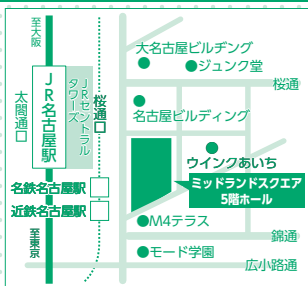 至大阪
大名古屋ビルヂング
ジュンク堂
桜通
JR名古屋駅
JRセントラル
タワーズ
桜通口
太閤通口
名古屋ビルディング
ウインクあいち
ミッドランドスクエア
5階ホール
名鉄名古屋駅
近鉄名古屋駅
M4テラス
至東京
錦通
モード学園
広小路通